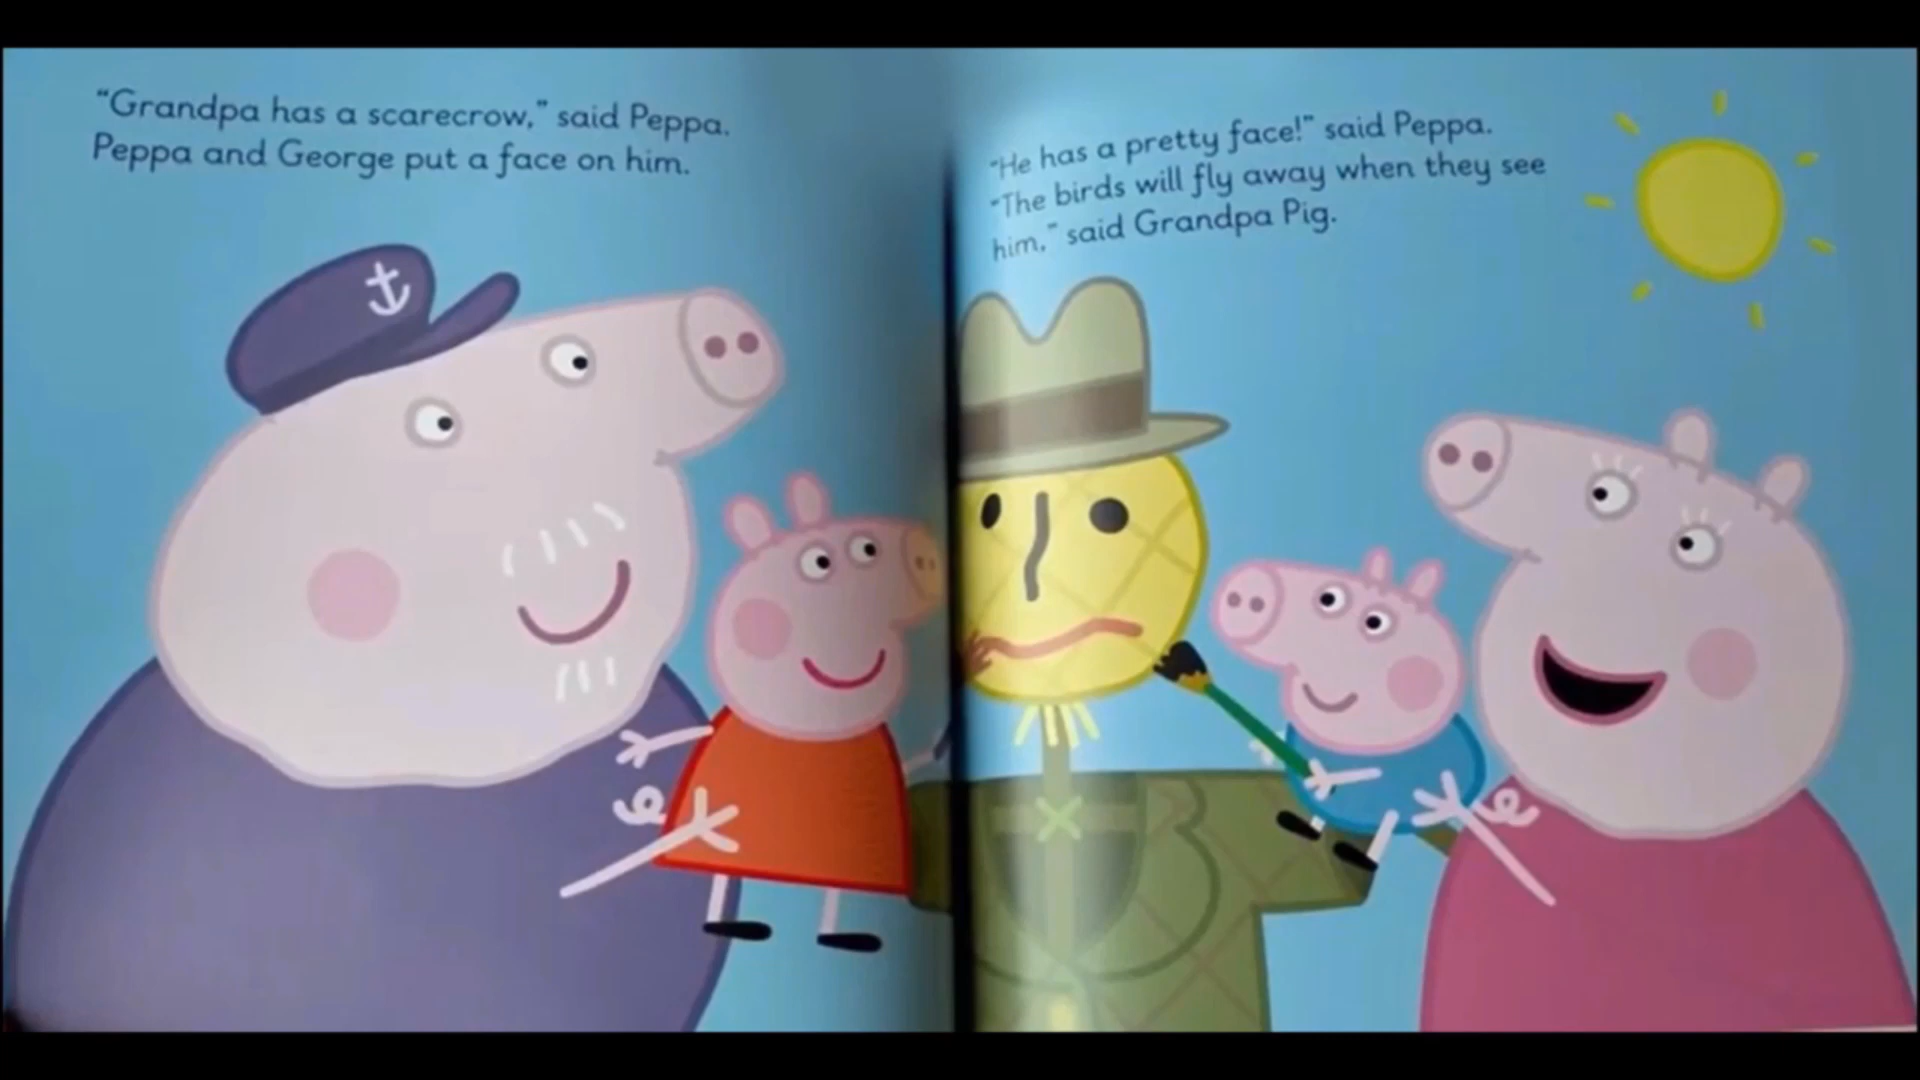 “Grandpa has a scarecrow,” said Peppa.
Peppa and George put a face on him.
“He has a pretty face!” said Peppa.
“The birds will fly away when they see
him,” said Grandpa Pig.